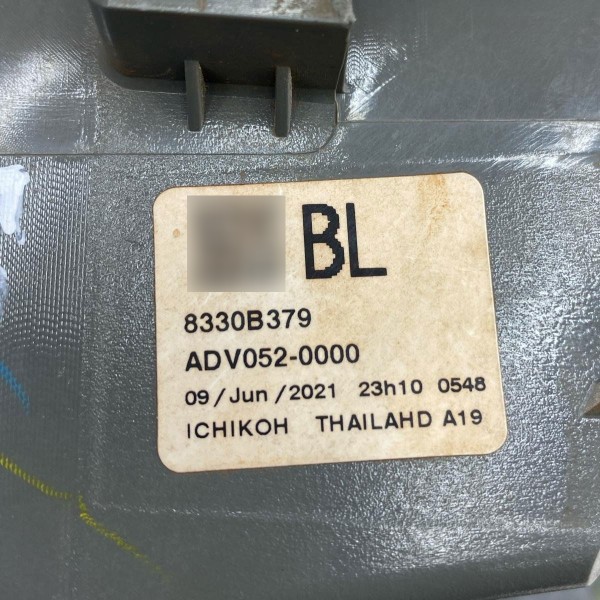 BL
8330B379
ADV052-0000
09/Jun/2021 23h10 0548
ICHIKOH THAILAHD A19